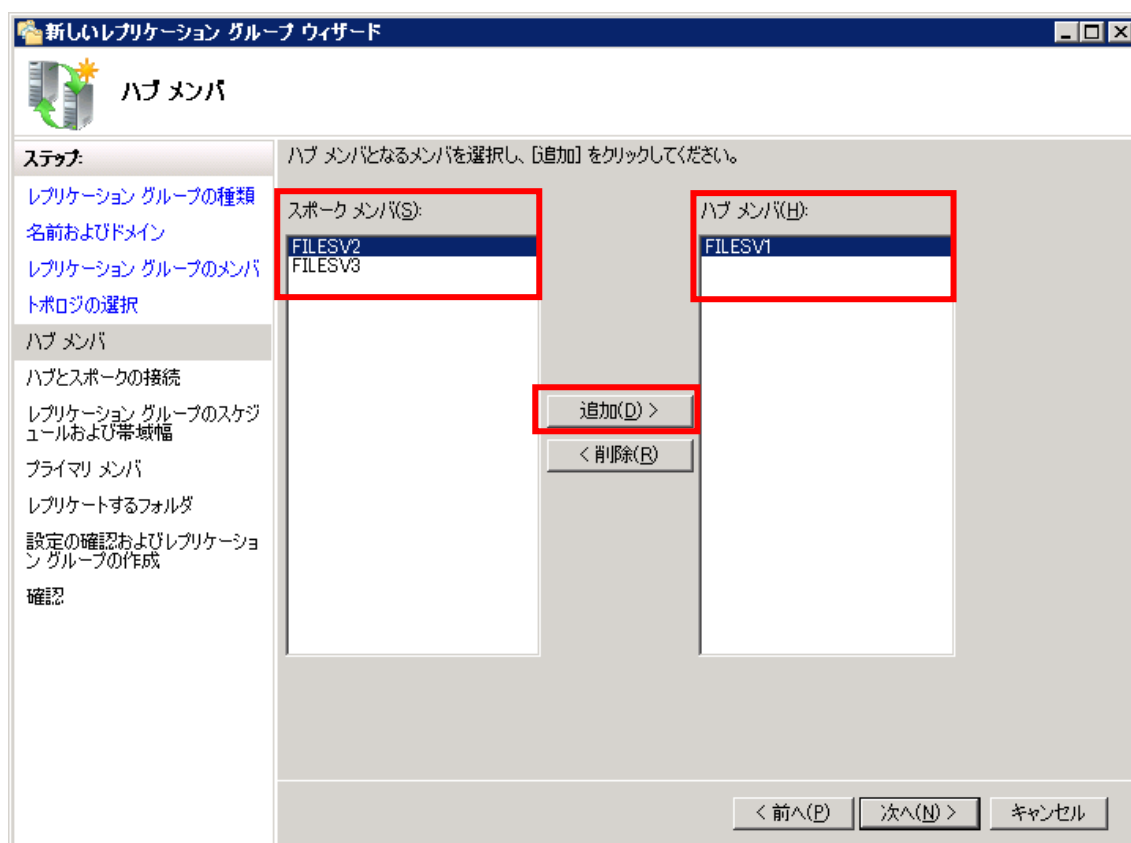 新しいレプリケーション グループ ウィザード
ハブ メンバ
ステップ:
レプリケーション グループの種類
名前およびドメイン
レプリケーション グループのメンバ
トポロジの選択
ハブ メンバ
ハブとスポークの接続
レプリケーション グループのスケジ
ュールおよび帯域幅
プライマリ メンバ
レプリケートするフォルダ
設定の確認およびレプリケーショ
ン グループの作成
確認
ハブ メンバとなるメンバを選択し、[追加] をクリックしてください。
スポーク メンバ(S):
FILESV2
FILESV3
追加(D) >
< 削除(R)
ハブ メンバ(H):
FILESV1
< 前へ(P)
次へ(N) >
キャンセル